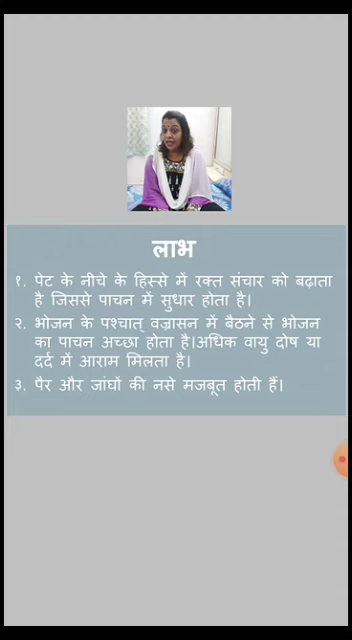 लाभ
१. पेट के नीचे के हिस्से में रक्त संचार को बढ़ाता
है जिससे पाचन में सुधार होता है।
२. भोजन के पश्चात् वज्रासन में बैठने से भोजन
का पाचन अच्छा होता है।अधिक वायु दोष या
दर्द में आराम मिलता है।
३. पैर और जांघों की नसे मजबूत होती हैं।